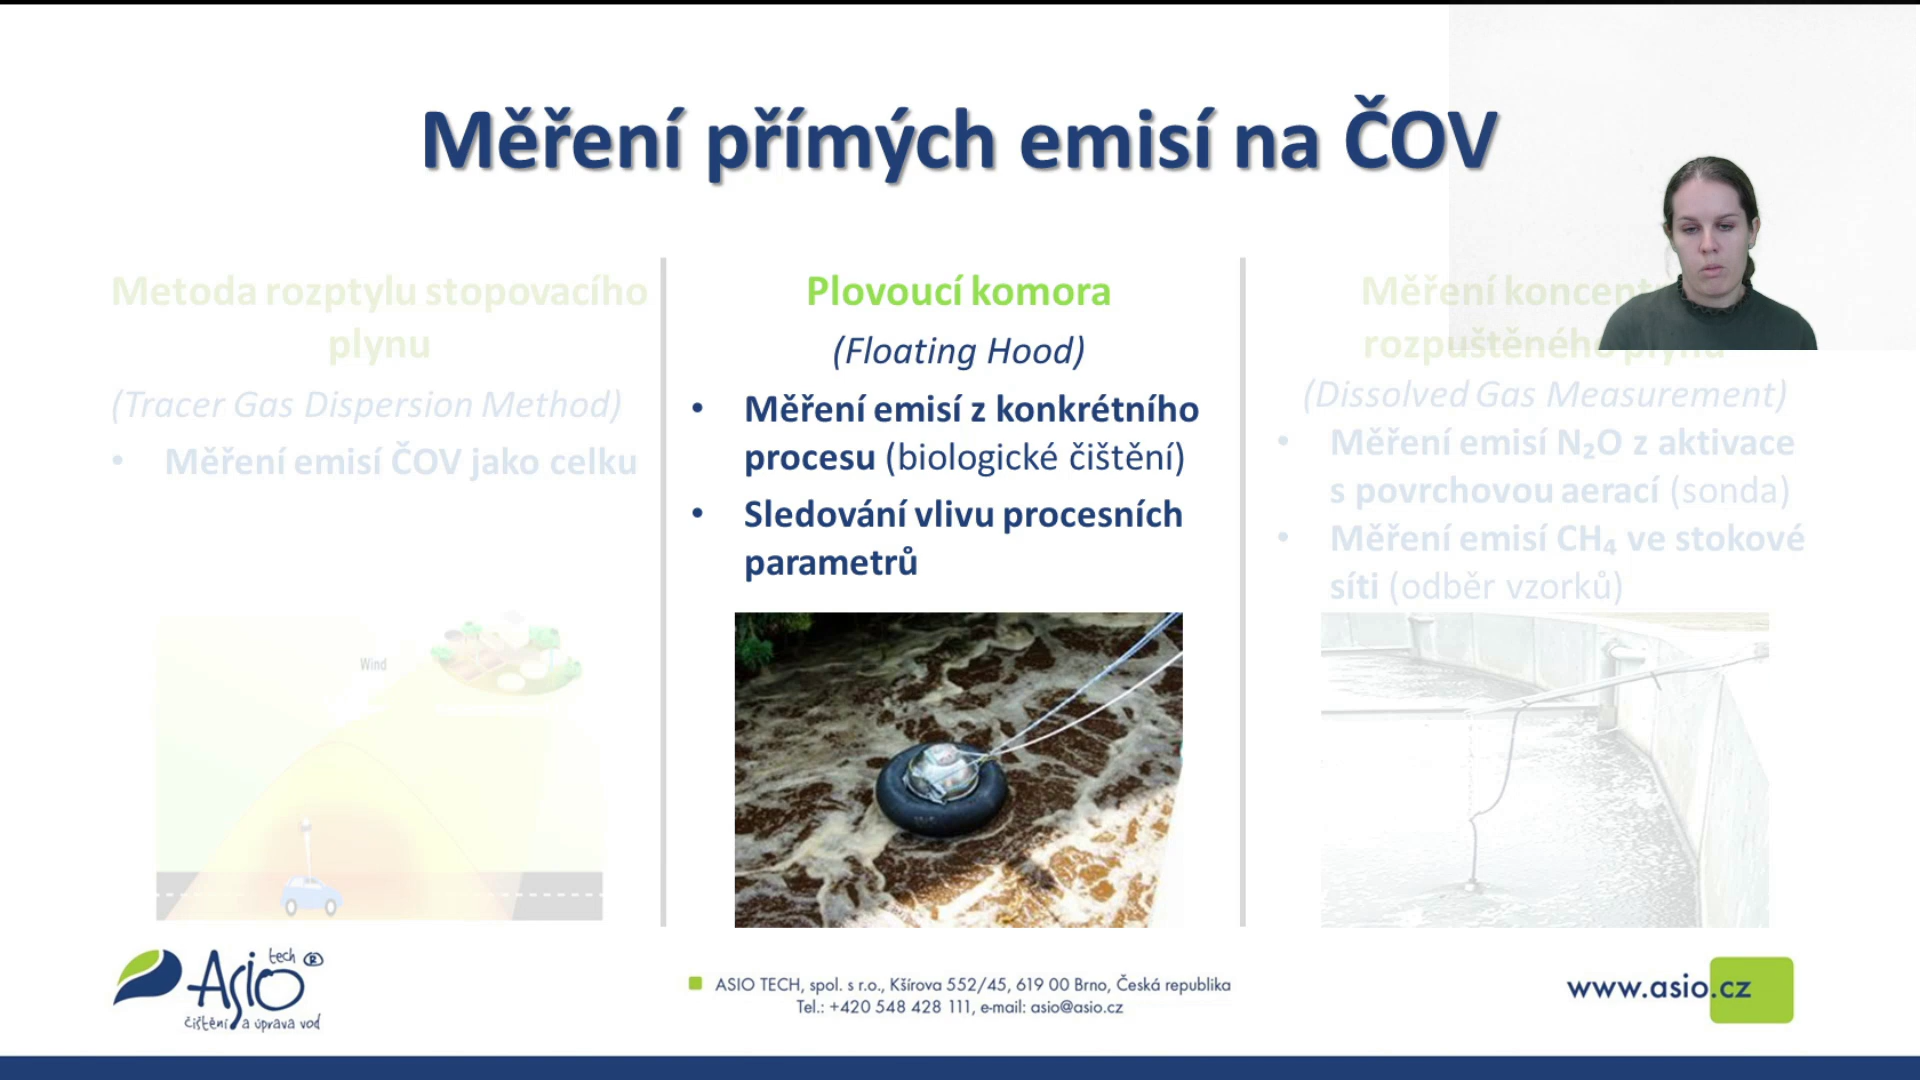 Měření přímých emisí na ČOV
Metoda rozptylu stopovacího
plynu
(Tracer Gas Dispersion Method)
• Měření emisí ČOV jako celku
Wind
Plovoucí komora
(Floating Hood)
• Měření emisí z konkrétního
procesu (biologické čištění)
• Sledování vlivu procesních
parametrů
Měření
rozpuštěného plynu
(Dissolved Gas Measurement)
• Měření emisí N₂O z aktivace
s povrchovou aerací (sonda)
• Měření emisí CH₄ ve stokové
síti (odběr vzorků)
Asio tech ®
čištění a úprava vod
ASIO TECH, spol. s r.o., Kšírova 552/45, 619 00 Brno, Česká republika
Tel.: +420 548 428 111, e-mail: asio@asio.cz
www.asio.cz